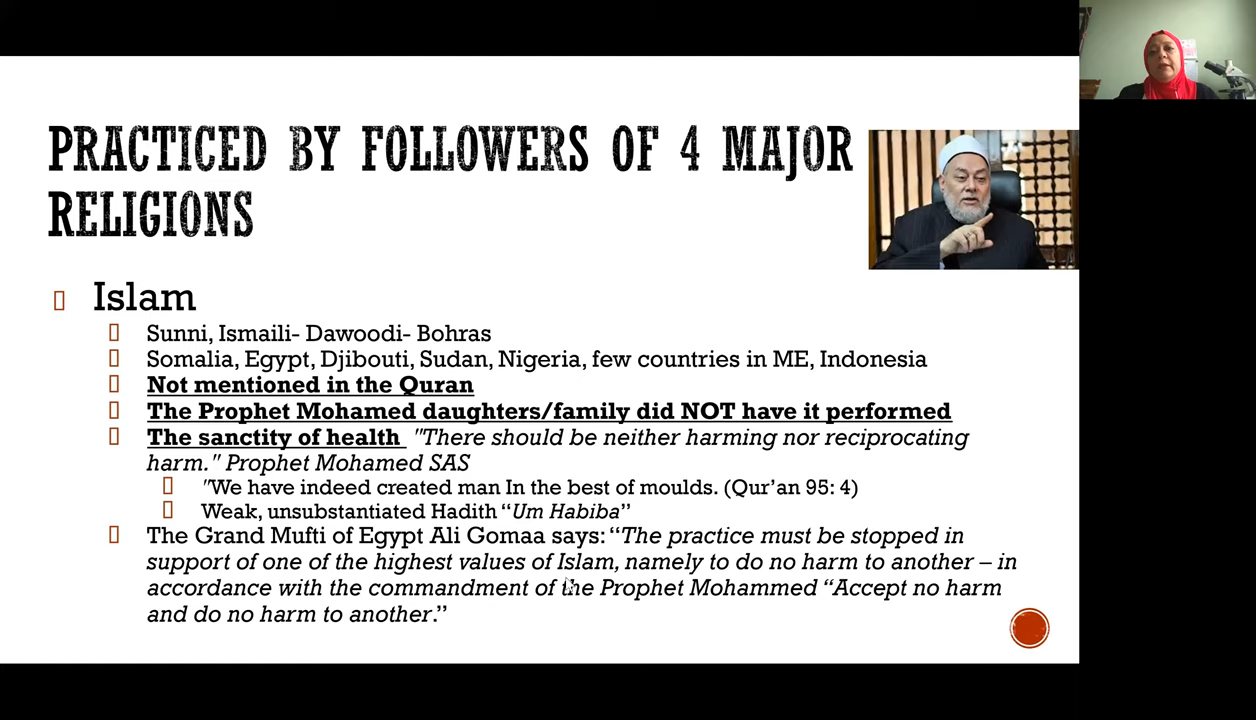 PRACTICED BY FOLLOWERS OF 4 MAJOR
RELIGIONS
Islam
Sunni, Ismaili- Dawoodi- Bohras
Somalia, Egypt, Djibouti, Sudan, Nigeria, few countries in ME, Indonesia
Not mentioned in the Quran
The Prophet Mohamed daughters/family did NOT have it performed
The sanctity of health "There should be neither harming nor reciprocating
harm." Prophet Mohamed SAS
"We have indeed created man In the best of moulds. (Qur’an 95: 4)
Weak, unsubstantiated Hadith “Um Habiba”
The Grand Mufti of Egypt Ali Gomaa says: “The practice must be stopped in
support of one of the highest values of Islam, namely to do no harm to another – in
accordance with the commandment of the Prophet Mohammed “Accept no harm
and do no harm to another.”